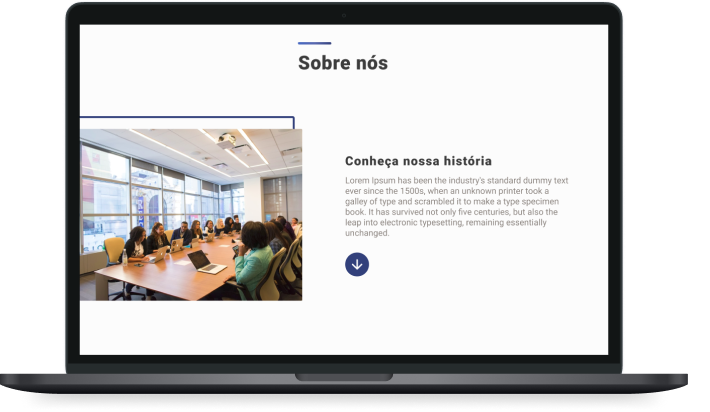 Sobre nós
Conheça nossa história
Lorem Ipsum has been the industry's standard dummy text
ever since the 1500s, when an unknown printer took a
galley of type and scrambled it to make a type specimen
book. It has survived not only five centuries, but also the
leap into electronic typesetting, remaining essentially
unchanged.